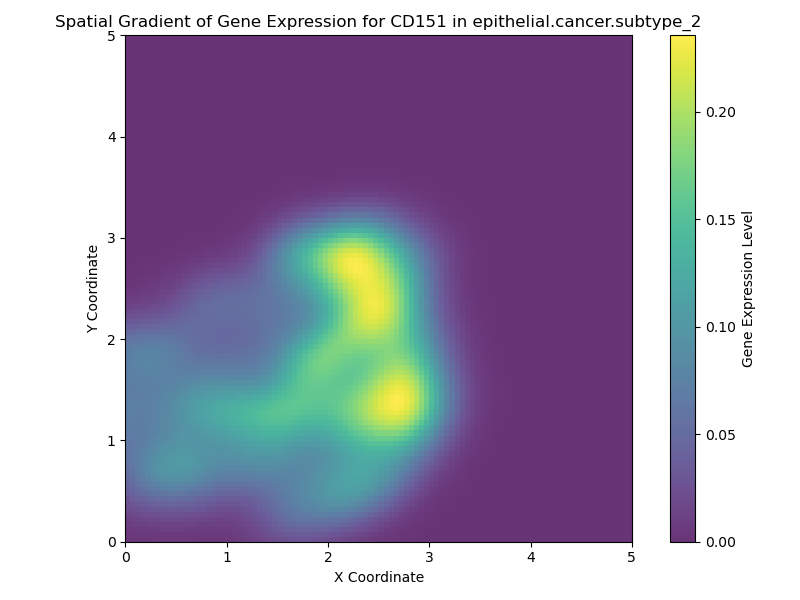 Spatial Gradient of Gene Expression for CD151 in epithelial.cancer.subtype_2
5
4
3
2
1
0
Y Coordinate
0 1 2 3 4 5
X Coordinate
0.20
0.15
0.10
0.05
0.00
Gene Expression Level